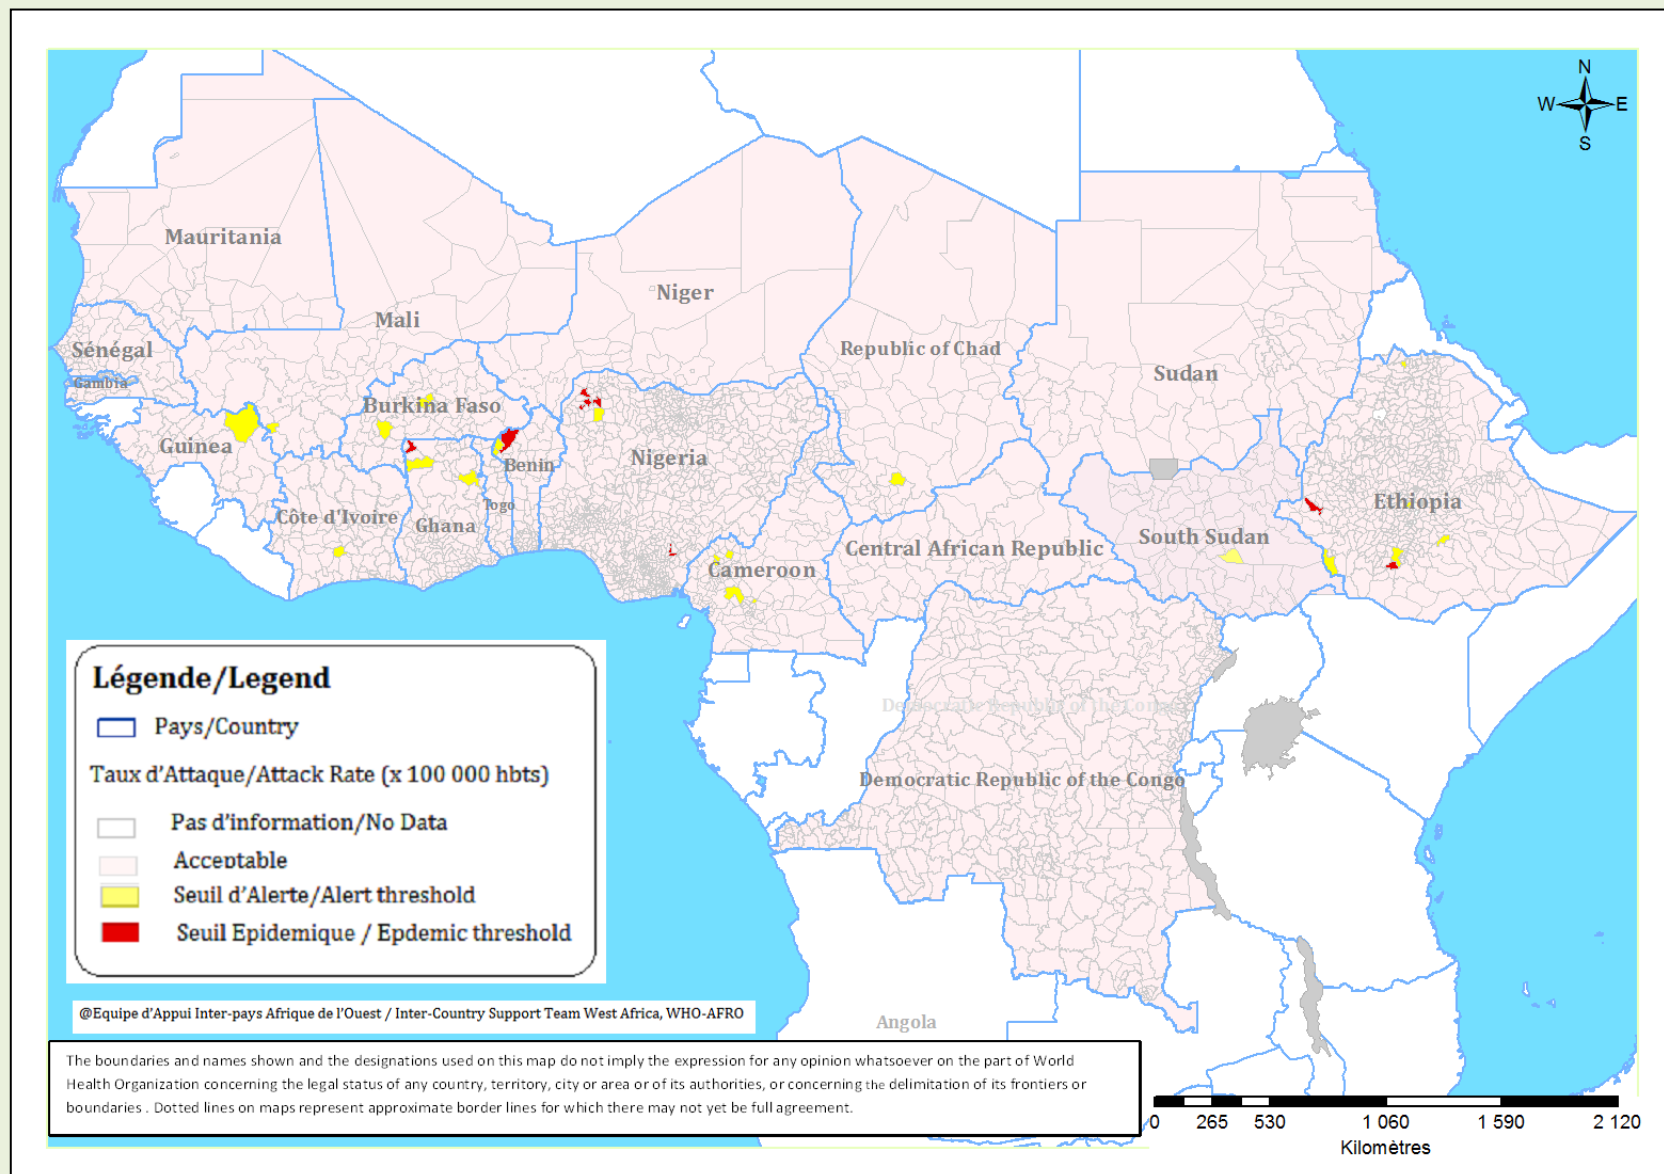 N
W E
S
Mauritania
Mali
Niger
Sénégal
Gambia
Republic of Chad
Sudan
Burkina Faso
Guinea
Benin
Nigeria
Togo
Ethiopia
Côte d'Ivoire
Ghana
South Sudan
Central African Republic
Cameroon
Democratic Republic of the Congo
Democratic Republic of the Congo
Angola
Légende/Legend
Pays/Country
Taux d'Attaque/Attack Rate (x 100 000 hbts)
Pas d'information/No Data
Acceptable
Seuil d'Alerte/Alert threshold
Seuil Epidemique / Epdemic threshold
@Equipe d'Appui Inter-pays Afrique de l'Ouest / Inter-Country Support Team West Africa, WHO-AFRO
The boundaries and names shown and the designations used on this map do not imply the expression for any opinion whatsoever on the part of World
Health Organization concerning the legal status of any country, territory, city or area or of its authorities, or concerning the delimitation of its frontiers or
boundaries . Dotted lines on maps represent approximate border lines for which there may not yet be full agreement.
0 265 530 1 060 1 590 2 120
Kilomètres